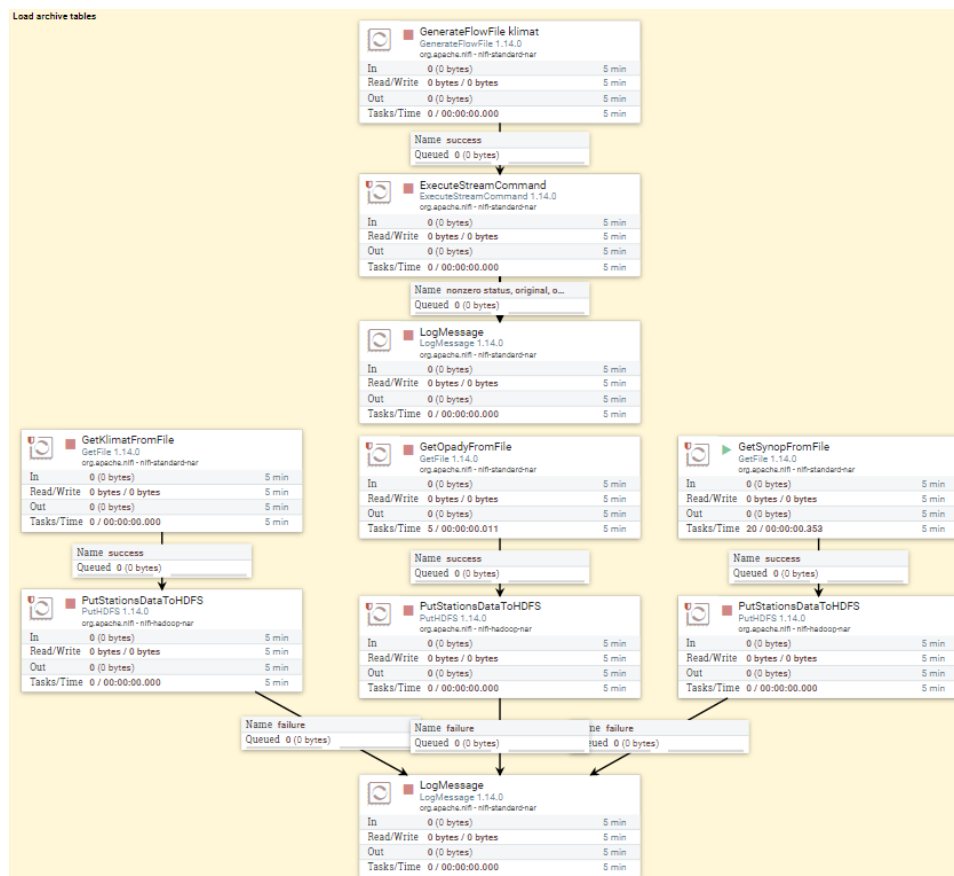 Load archive tables
GenerateFlowFile klimat
GenerateFlowFile 1.14.0
org.apache.nifi - nifi-standard-nar
In 0 (0 bytes) 5 min
Read/Write 0 bytes / 0 bytes 5 min
Out 0 (0 bytes) 5 min
Tasks/Time 0 / 00:00:00.000 5 min
Name success
Queued 0 (0 bytes)
ExecuteStreamCommand
ExecuteStreamCommand 1.14.0
org.apache.nifi - nifi-standard-nar
In 0 (0 bytes) 5 min
Read/Write 0 bytes / 0 bytes 5 min
Out 0 (0 bytes) 5 min
Tasks/Time 0 / 00:00:00.000 5 min
Name nonzero status, original, o...
Queued 0 (0 bytes)
LogMessage
LogMessage 1.14.0
org.apache.nifi - nifi-standard-nar
In 0 (0 bytes) 5 min
Read/Write 0 bytes / 0 bytes 5 min
Out 0 (0 bytes) 5 min
Tasks/Time 0 / 00:00:00.000 5 min
GetKlimatFromFile
GetFile 1.14.0
org.apache.nifi - nifi-standard-nar
In 0 (0 bytes) 5 min
Read/Write 0 bytes / 0 bytes 5 min
Out 0 (0 bytes) 5 min
Tasks/Time 0 / 00:00:00.000 5 min
Name success
Queued 0 (0 bytes)
PutStationsDataToHDFS
PutHDFS 1.14.0
org.apache.nifi - nifi-hadoop-nar
In 0 (0 bytes) 5 min
Read/Write 0 bytes / 0 bytes 5 min
Out 0 (0 bytes) 5 min
Tasks/Time 0 / 00:00:00.000 5 min
GetOpadyFromFile
GetFile 1.14.0
org.apache.nifi - nifi-standard-nar
In 0 (0 bytes) 5 min
Read/Write 0 bytes / 0 bytes 5 min
Out 0 (0 bytes) 5 min
Tasks/Time 5 / 00:00:00.011 5 min
Name success
Queued 0 (0 bytes)
PutStationsDataToHDFS
PutHDFS 1.14.0
org.apache.nifi - nifi-hadoop-nar
In 0 (0 bytes) 5 min
Read/Write 0 bytes / 0 bytes 5 min
Out 0 (0 bytes) 5 min
Tasks/Time 0 / 00:00:00.000 5 min
GetSynopFromFile
GetFile 1.14.0
org.apache.nifi - nifi-standard-nar
In 0 (0 bytes) 5 min
Read/Write 0 bytes / 0 bytes 5 min
Out 0 (0 bytes) 5 min
Tasks/Time 20 / 00:00:00.353 5 min
Name success
Queued 0 (0 bytes)
PutStationsDataToHDFS
PutHDFS 1.14.0
org.apache.nifi - nifi-hadoop-nar
In 0 (0 bytes) 5 min
Read/Write 0 bytes / 0 bytes 5 min
Out 0 (0 bytes) 5 min
Tasks/Time 0 / 00:00:00.000 5 min
Name failure
Queued 0 (0 bytes)
Name failure
Queued 0 (0 bytes)
me failure
eued 0 (0 bytes)
LogMessage
LogMessage 1.14.0
org.apache.nifi - nifi-standard-nar
In 0 (0 bytes) 5 min
Read/Write 0 bytes / 0 bytes 5 min
Out 0 (0 bytes) 5 min
Tasks/Time 0 / 00:00:00.000 5 min